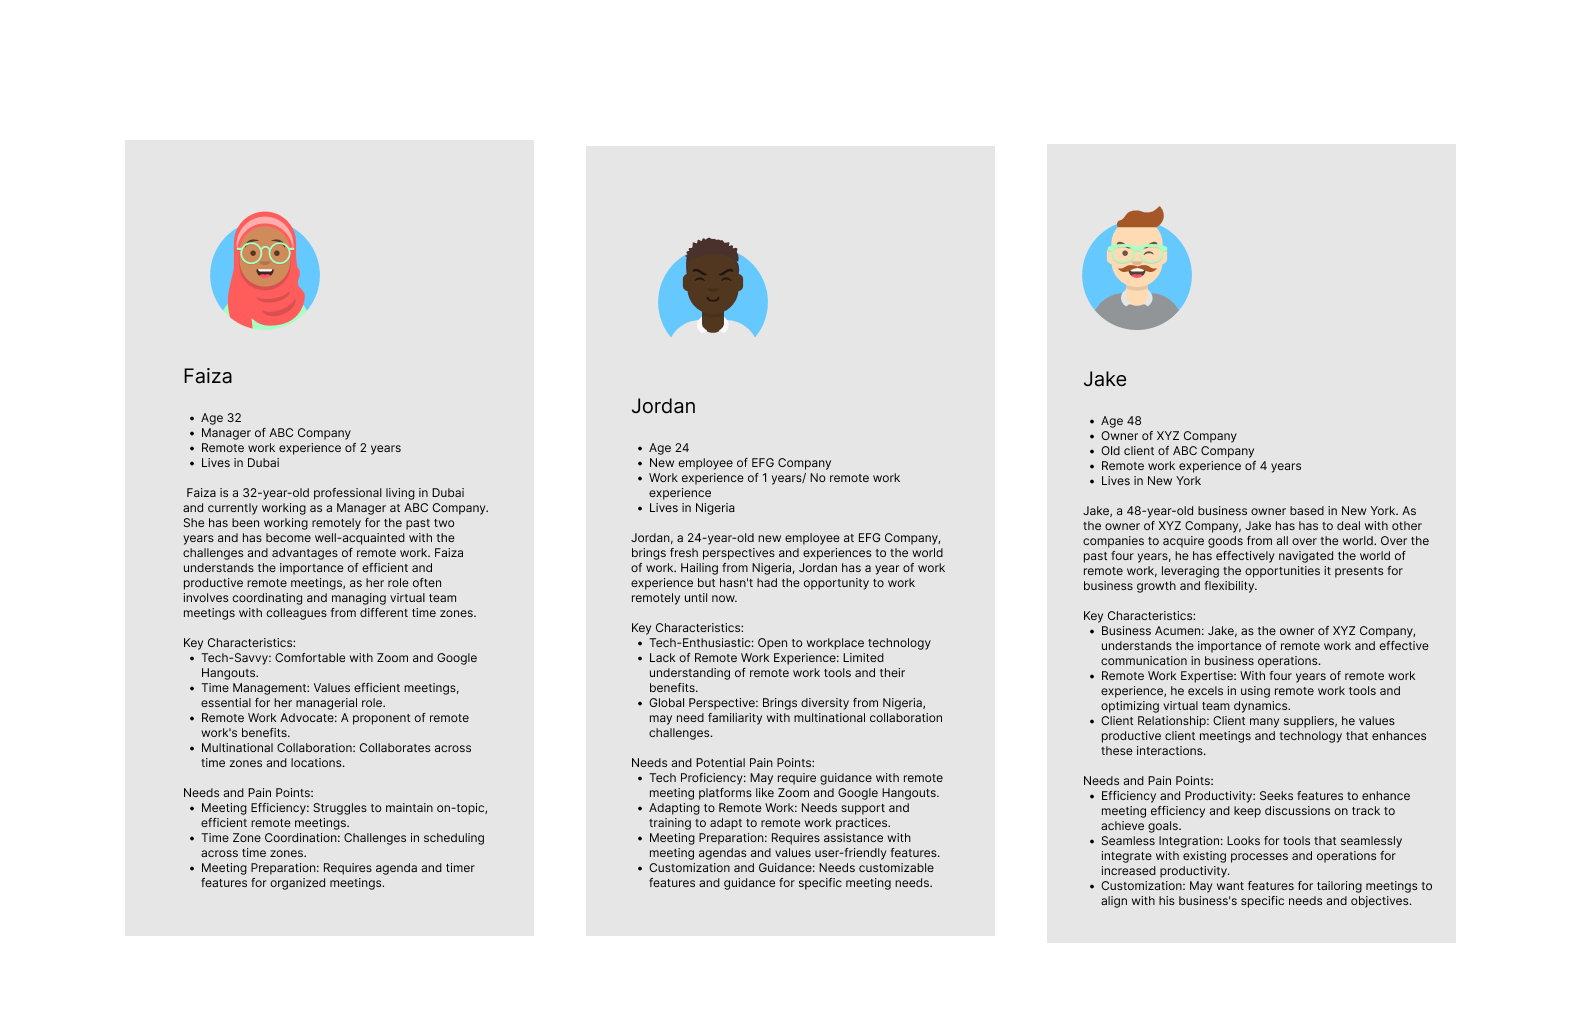 Faiza
• Age 32
• Manager of ABC Company
• Remote work experience of 2 years
• Lives in Dubai
Faiza is a 32-year-old professional living in Dubai
and currently working as a Manager at ABC Company.
She has been working remotely for the past two
years and has become well-acquainted with the
challenges and advantages of remote work. Faiza
understands the importance of efficient and
productive remote meetings, as her role often
involves coordinating and managing virtual team
meetings with colleagues from different time zones.
Key Characteristics:
• Tech-Savvy: Comfortable with Zoom and Google
Hangouts.
• Time Management: Values efficient meetings,
essential for her managerial role.
• Remote Work Advocate: A proponent of remote
work's benefits.
• Multinational Collaboration: Collaborates across
time zones and locations.
Needs and Pain Points:
• Meeting Efficiency: Struggles to maintain on-topic,
efficient remote meetings.
• Time Zone Coordination: Challenges in scheduling
across time zones.
• Meeting Preparation: Requires agenda and timer
features for organized meetings.
Jordan
• Age 24
• New employee of EFG Company
• Work experience of 1 years/ No remote work
experience
• Lives in Nigeria
Jordan, a 24-year-old new employee at EFG Company,
brings fresh perspectives and experiences to the world
of work. Hailing from Nigeria, Jordan has a year of work
experience but hasn't had the opportunity to work
remotely until now.
Key Characteristics:
• Tech-Enthusiastic: Open to workplace technology
• Lack of Remote Work Experience: Limited
understanding of remote work tools and their
benefits.
• Global Perspective: Brings diversity from Nigeria,
may need familiarity with multinational collaboration
challenges.
Needs and Potential Pain Points:
• Tech Proficiency: May require guidance with remote
meeting platforms like Zoom and Google Hangouts.
• Adapting to Remote Work: Needs support and
training to adapt to remote work practices.
• Meeting Preparation: Requires assistance with
meeting agendas and values user-friendly features.
• Customization and Guidance: Needs customizable
features and guidance for specific meeting needs.
Jake
• Age 48
• Owner of XYZ Company
• Old client of ABC Company
• Remote work experience of 4 years
• Lives in New York
Jake, a 48-year-old business owner based in New York. As
the owner of XYZ Company, Jake has has to deal with other
companies to acquire goods from all over the world. Over the
past four years, he has effectively navigated the world of
remote work, leveraging the opportunities it presents for
business growth and flexibility.
Key Characteristics:
• Business Acumen: Jake, as the owner of XYZ Company,
understands the importance of remote work and effective
communication in business operations.
• Remote Work Expertise: With four years of remote work
experience, he excels in using remote work tools and
optimizing virtual team dynamics.
• Client Relationship: Client many suppliers, he values
productive client meetings and technology that enhances
these interactions.
Needs and Pain Points:
• Efficiency and Productivity: Seeks features to enhance
meeting efficiency and keep discussions on track to
achieve goals.
• Seamless Integration: Looks for tools that seamlessly
integrate with existing processes and operations for
increased productivity.
• Customization: May want features for tailoring meetings to
align with his business's specific needs and objectives.